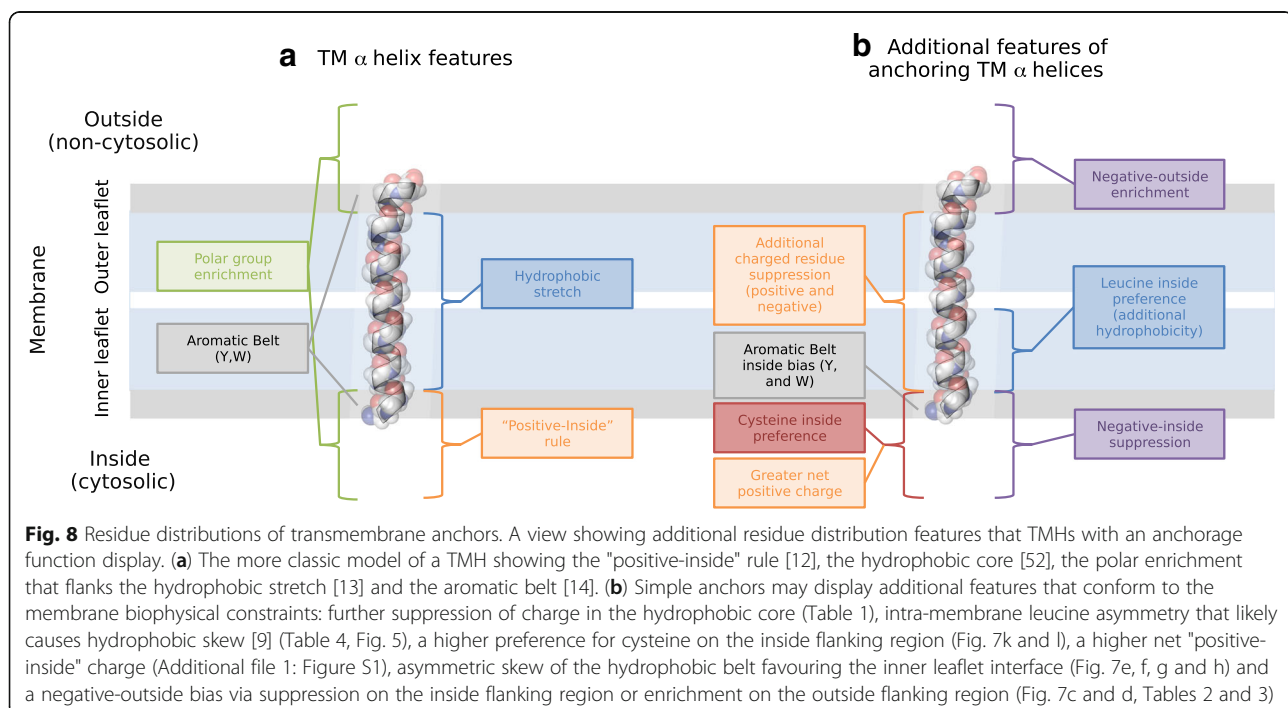 a TM α helix features
b Additional features of
anchoring TM α helices
Outside
(non-cytosolic)
Membrane
Outer leaflet
Inner leaflet
Inside
(cytosolic)
Polar group
enrichment
Aromatic Belt
(Y,W)
Hydrophobic
stretch
“Positive-Inside”
rule
Additional
charged residue
suppression
(positive and
negative)
Aromatic Belt
inside bias (Y,
and W)
Cysteine inside
preference
Greater net
positive charge
Negative-outside
enrichment
Leucine inside
preference
(additional
hydrophobicity)
Negative-inside
suppression
Fig. 8 Residue distributions of transmembrane anchors. A view showing additional residue distribution features that TMHs with an anchorage
function display. (a) The more classic model of a TMH showing the "positive-inside" rule [12], the hydrophobic core [52], the polar enrichment
that flanks the hydrophobic stretch [13] and the aromatic belt [14]. (b) Simple anchors may display additional features that conform to the
membrane biophysical constraints: further suppression of charge in the hydrophobic core (Table 1), intra-membrane leucine asymmetry that likely
causes hydrophobic skew [9] (Table 4, Fig. 5), a higher preference for cysteine on the inside flanking region (Fig. 7k and l), a higher net "positive-
inside" charge (Additional file 1: Figure S1), asymmetric skew of the hydrophobic belt favouring the inner leaflet interface (Fig. 7e, f, g and h) and
a negative-outside bias via suppression on the inside flanking region or enrichment on the outside flanking region (Fig. 7c and d, Tables 2 and 3)